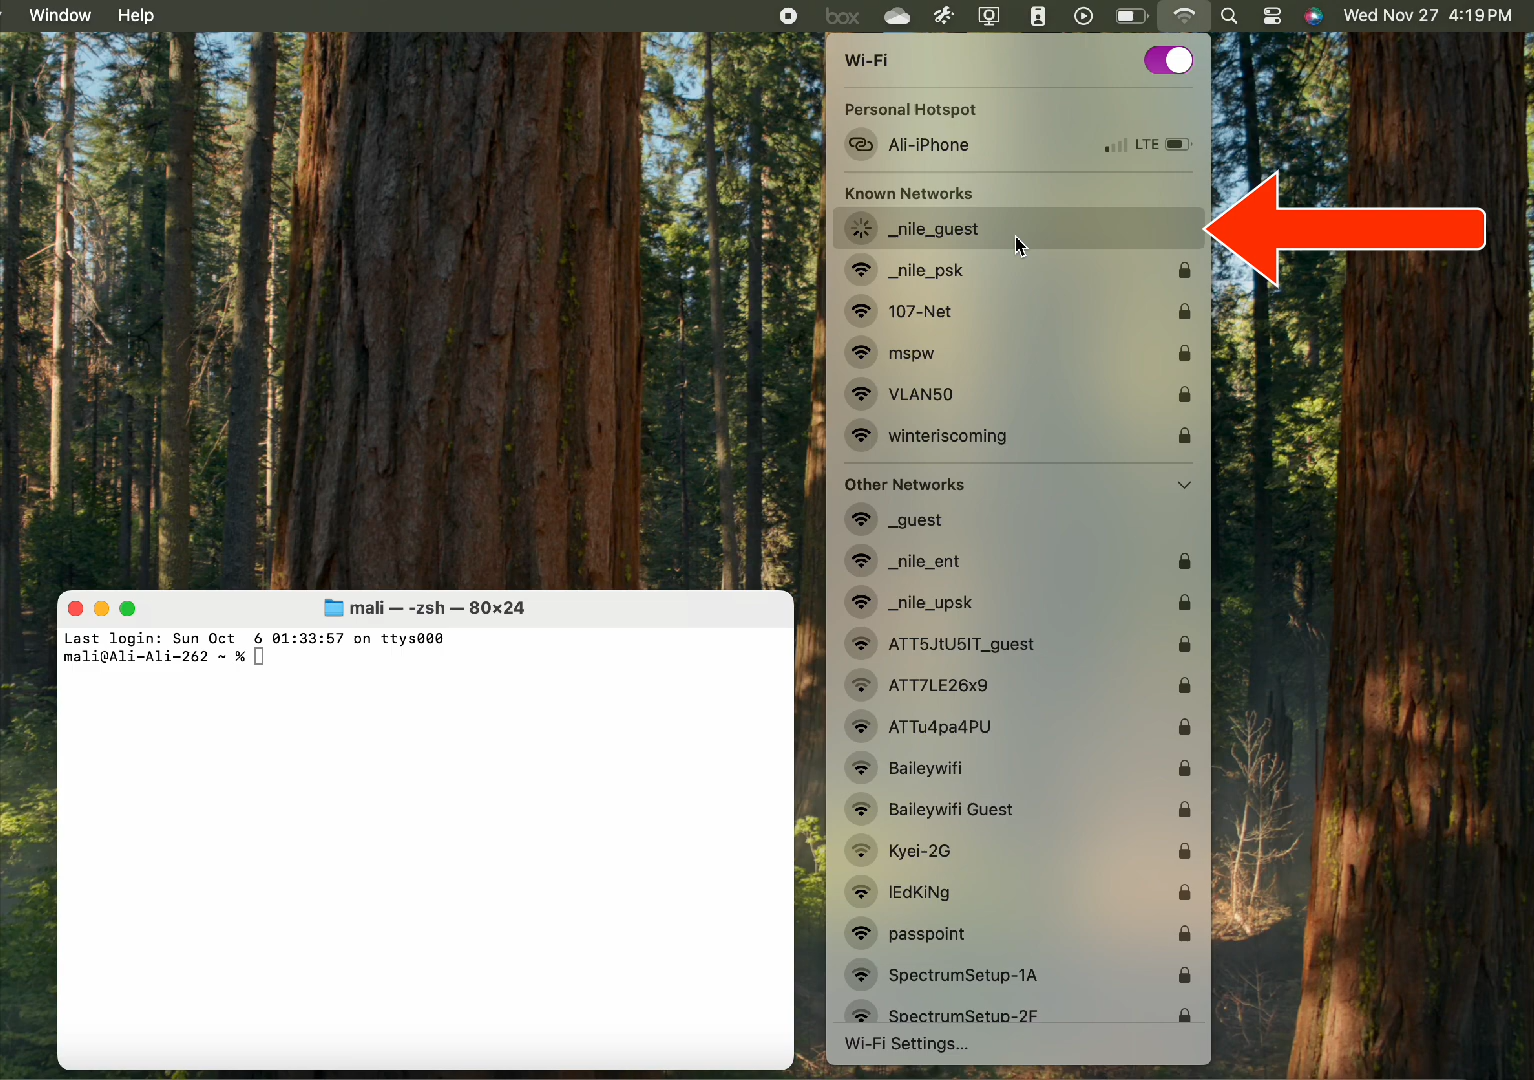 Window Help
box
Wed Nov 27 4:19 PM
Wi-Fi
Personal Hotspot
Ali-iPhone LTE
Known Networks
_nile_guest
_nile_psk
107-Net
mspw
VLAN50
winteriscoming
Other Networks
_guest
_nile_ent
_nile_upsk
ATT5JtU5IT_guest
ATT7LE26x9
ATTu4pa4PU
Baileywifi
Baileywifi Guest
Kyei-2G
lEdKiNg
passpoint
SpectrumSetup-1A
SpectrumSetup-2F
Wi-Fi Settings...
mali — -zsh — 80×24
Last login: Sun Oct  6 01:33:57 on ttys000
mali@Ali-Ali-262 ~ %